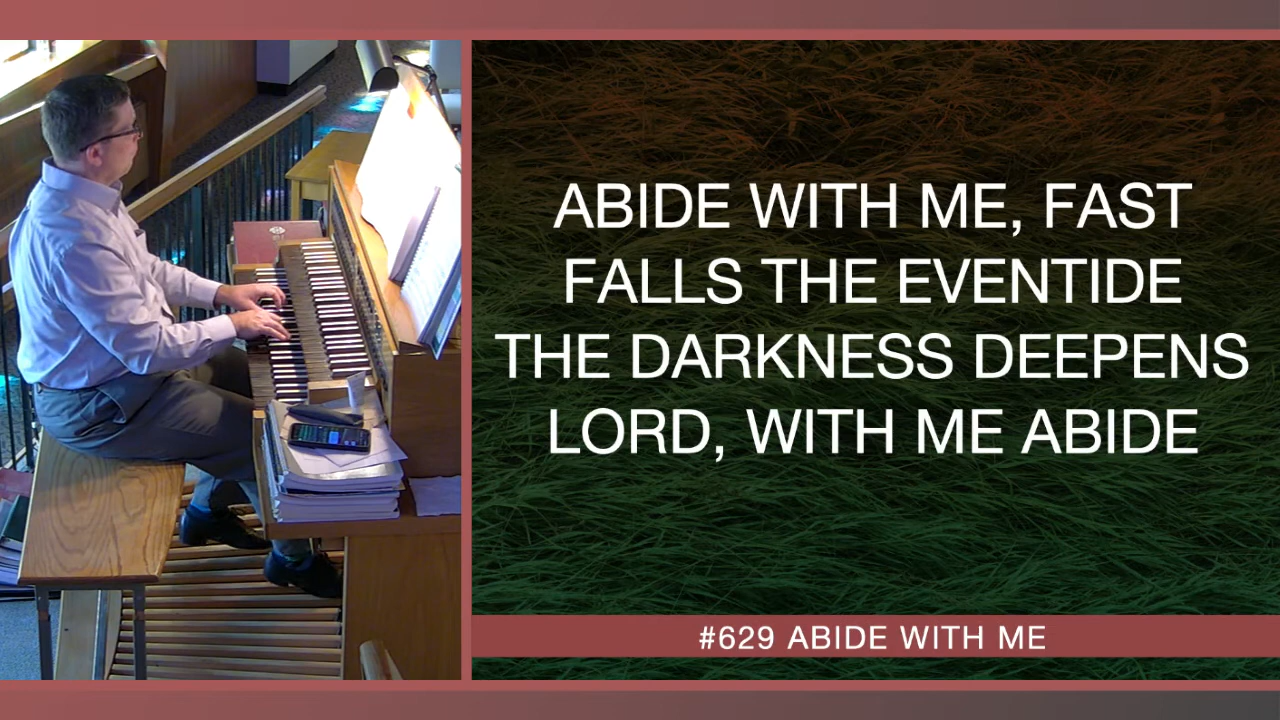 ABIDE WITH ME, FAST
FALLS THE EVENTIDE
THE DARKNESS DEEPENS
LORD, WITH ME ABIDE
#629 ABIDE WITH ME